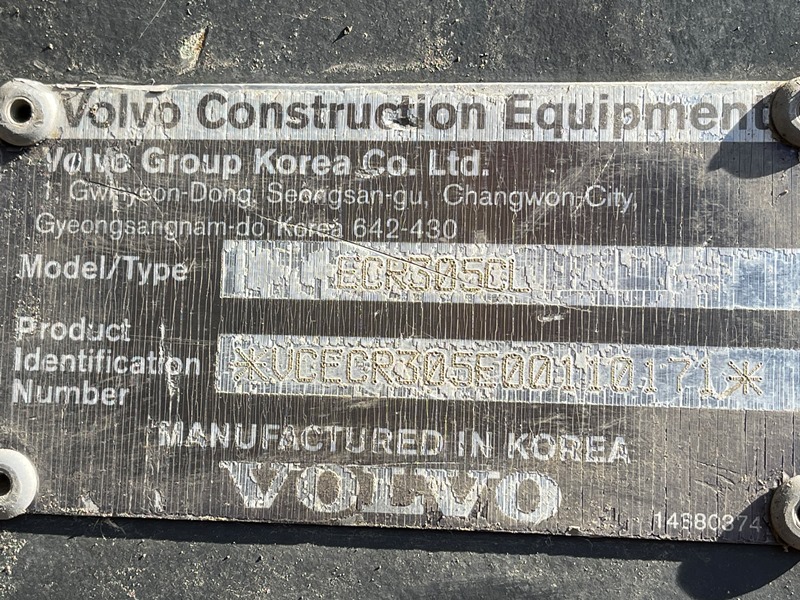 Volvo Construction Equipment
Volvo Group Korea Co. Ltd.
Seongsan-gu, Changwon-City,
Gyeongsangnam-do, Korea 642-430
Model/Type ECR305CL
Product
Identification
Number
*VCECR305E00110171*
MANUFACTURED IN KOREA
VOLVO